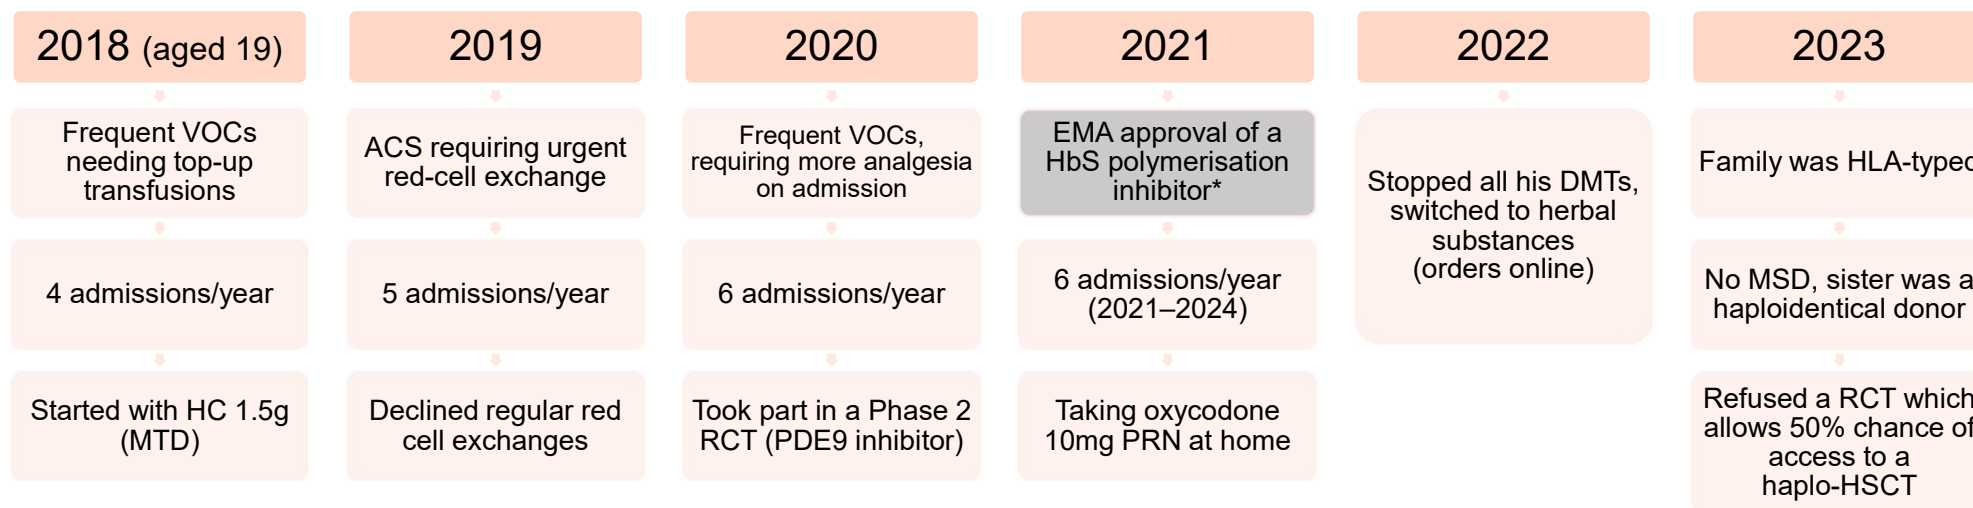 2018 (aged 19)
Frequent VOCs
needing top-up
transfusions
4 admissions/year
Started with HC 1.5g
(MTD)
2019
ACS requiring urgent
red-cell exchange
5 admissions/year
Declined regular red
cell exchanges
2020
Frequent VOCs,
requiring more analgesia
on admission
6 admissions/year
Took part in a Phase 2
RCT (PDE9 inhibitor)
2021
EMA approval of a
HbS polymerisation
inhibitor*
6 admissions/year
(2021–2024)
Taking oxycodone
10mg PRN at home
2022
Stopped all his DMTs,
switched to herbal
substances
(orders online)
2023
Family was HLA-typed
No MSD, sister was a
haploidentical donor
Refused a RCT which
allows 50% chance of
access to a
haplo-HSCT